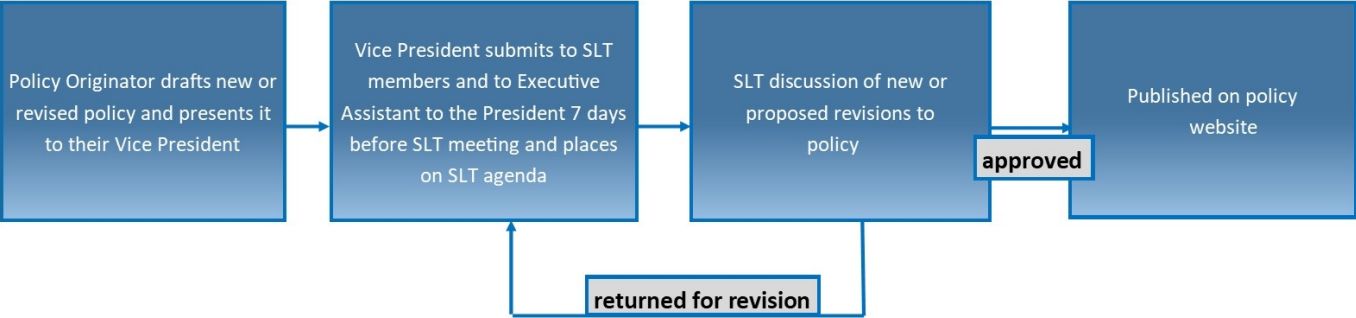 Policy Originator drafts new or
revised policy and presents it
to their Vice President
Vice President submits to SLT
members and to Executive
Assistant to the President 7 days
before SLT meeting and places
on SLT agenda
SLT discussion of new or
proposed revisions to
policy
approved
Published on policy
website
returned for revision